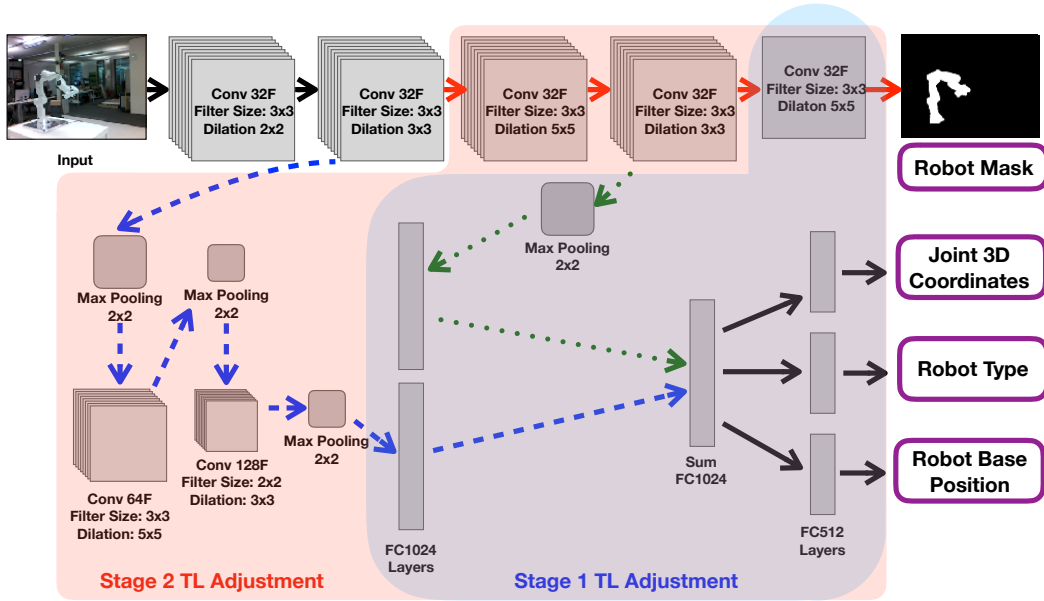 Conv 32F
Filter Size: 3x3
Dilation 2x2
Conv 32F
Filter Size: 3x3
Dilation 3x3
Conv 32F
Filter Size: 3x3
Dilation 5x5
Conv 32F
Filter Size: 3x3
Dilation 3x3
Conv 32F
Filter Size: 3x3
Dilaton 5x5
Input
Robot Mask
Max Pooling
2x2
Max Pooling
2x2
Max Pooling
2x2
Joint 3D
Coordinates
Robot Type
Conv 64F
Filter Size: 3x3
Dilation: 5x5
Conv 128F
Filter Size: 2x2
Dilation: 3x3
Max Pooling
2x2
FC1024
Layers
Sum
FC1024
FC512
Layers
Robot Base
Position
Stage 2 TL Adjustment
Stage 1 TL Adjustment